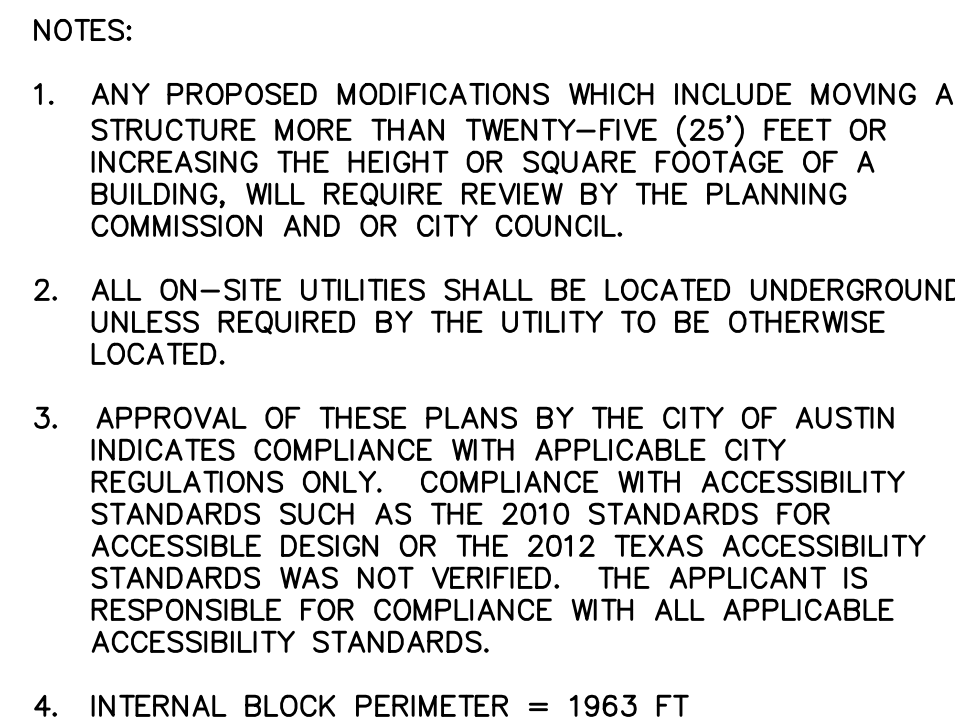 NOTES:
1. ANY PROPOSED MODIFICATIONS WHICH INCLUDE MOVING A
STRUCTURE MORE THAN TWENTY–FIVE (25') FEET OR
INCREASING THE HEIGHT OR SQUARE FOOTAGE OF A
BUILDING, WILL REQUIRE REVIEW BY THE PLANNING
COMMISSION AND OR CITY COUNCIL.
2. ALL ON–SITE UTILITIES SHALL BE LOCATED UNDERGROUND
UNLESS REQUIRED BY THE UTILITY TO BE OTHERWISE
LOCATED.
3. APPROVAL OF THESE PLANS BY THE CITY OF AUSTIN
INDICATES COMPLIANCE WITH APPLICABLE CITY
REGULATIONS ONLY. COMPLIANCE WITH ACCESSIBILITY
STANDARDS SUCH AS THE 2010 STANDARDS FOR
ACCESSIBLE DESIGN OR THE 2012 TEXAS ACCESSIBILITY
STANDARDS WAS NOT VERIFIED. THE APPLICANT IS
RESPONSIBLE FOR COMPLIANCE WITH ALL APPLICABLE
ACCESSIBILITY STANDARDS.
4. INTERNAL BLOCK PERIMETER = 1963 FT